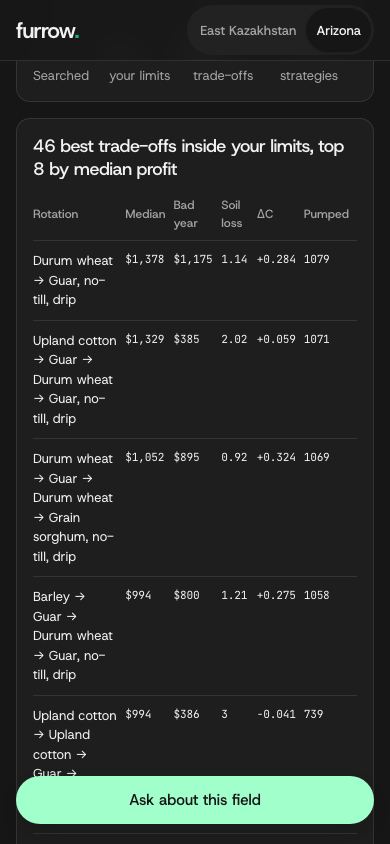 furrow.
East Kazakhstan Arizona
Searched your limits trade-offs strategies
46 best trade-offs inside your limits, top
8 by median profit
Rotation Median Bad year Soil loss ΔC Pumped
Durum wheat $1,378 $1,175 1.14 +0.284 1079
→ Guar, no-
till, drip
Upland cotton $1,329 $385 2.02 +0.059 1071
→ Guar →
Durum wheat
→ Guar, no-
till, drip
Durum wheat $1,052 $895 0.92 +0.324 1069
→ Guar →
Durum wheat
→ Grain
sorghum, no-
till, drip
Barley → $994 $800 1.21 +0.275 1058
Guar →
Durum wheat
→ Guar, no-
till, drip
Upland cotton $994 $386 3 -0.041 739
→ Upland
cotton →
Guar →
Ask about this field